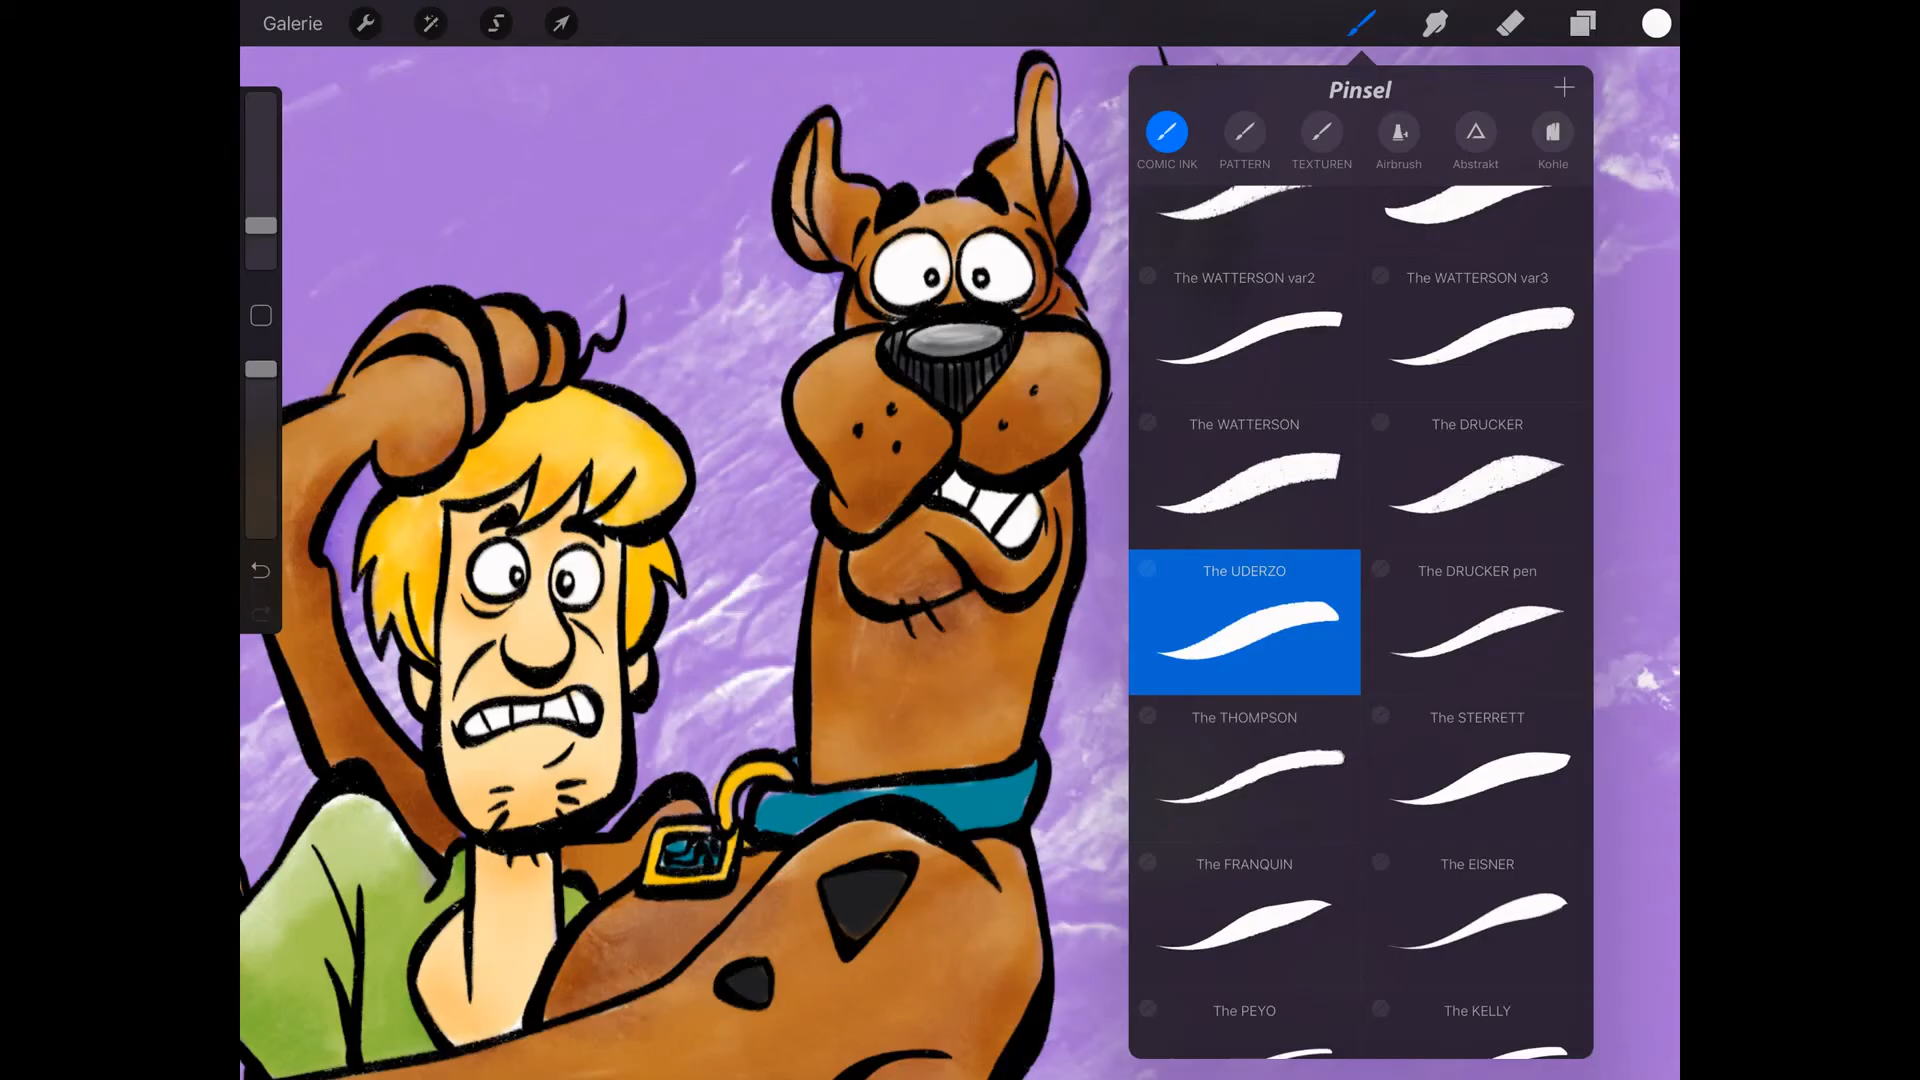 Galerie
Pinsel
COMIC INK PATTERN TEXTUREN Airbrush Abstrakt Kohle
The WATTERSON var2 The WATTERSON var3
The WATTERSON The DRUCKER
The UDERZO The DRUCKER pen
The THOMPSON The STERRETT
The FRANQUIN The EISNER
The PEYO The KELLY